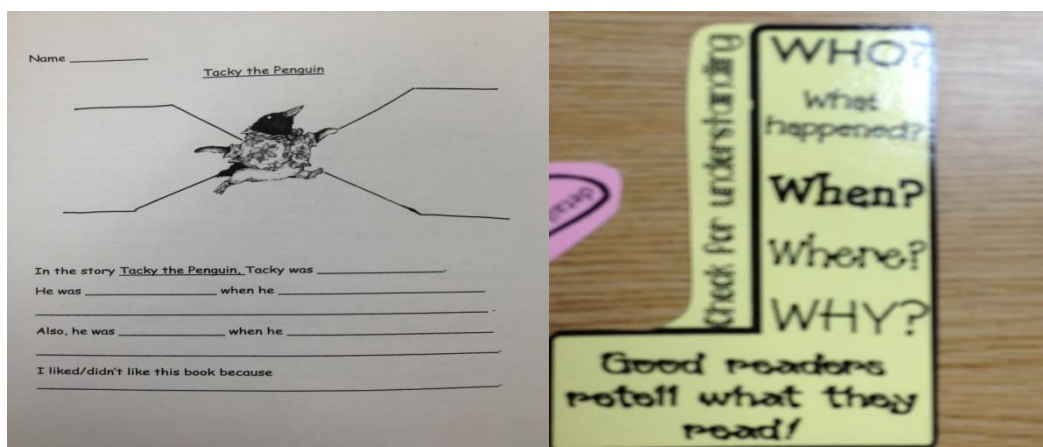 Name
Tacky the Penguin
In the story Tacky the Penguin, Tacky was .
He was when he
.
Also, he was when he
.
I liked/didn't like this book because
.
Check for understanding
WHO?
What
happened?
When?
Where?
WHY?
detail
Good readers
retell what they
read!